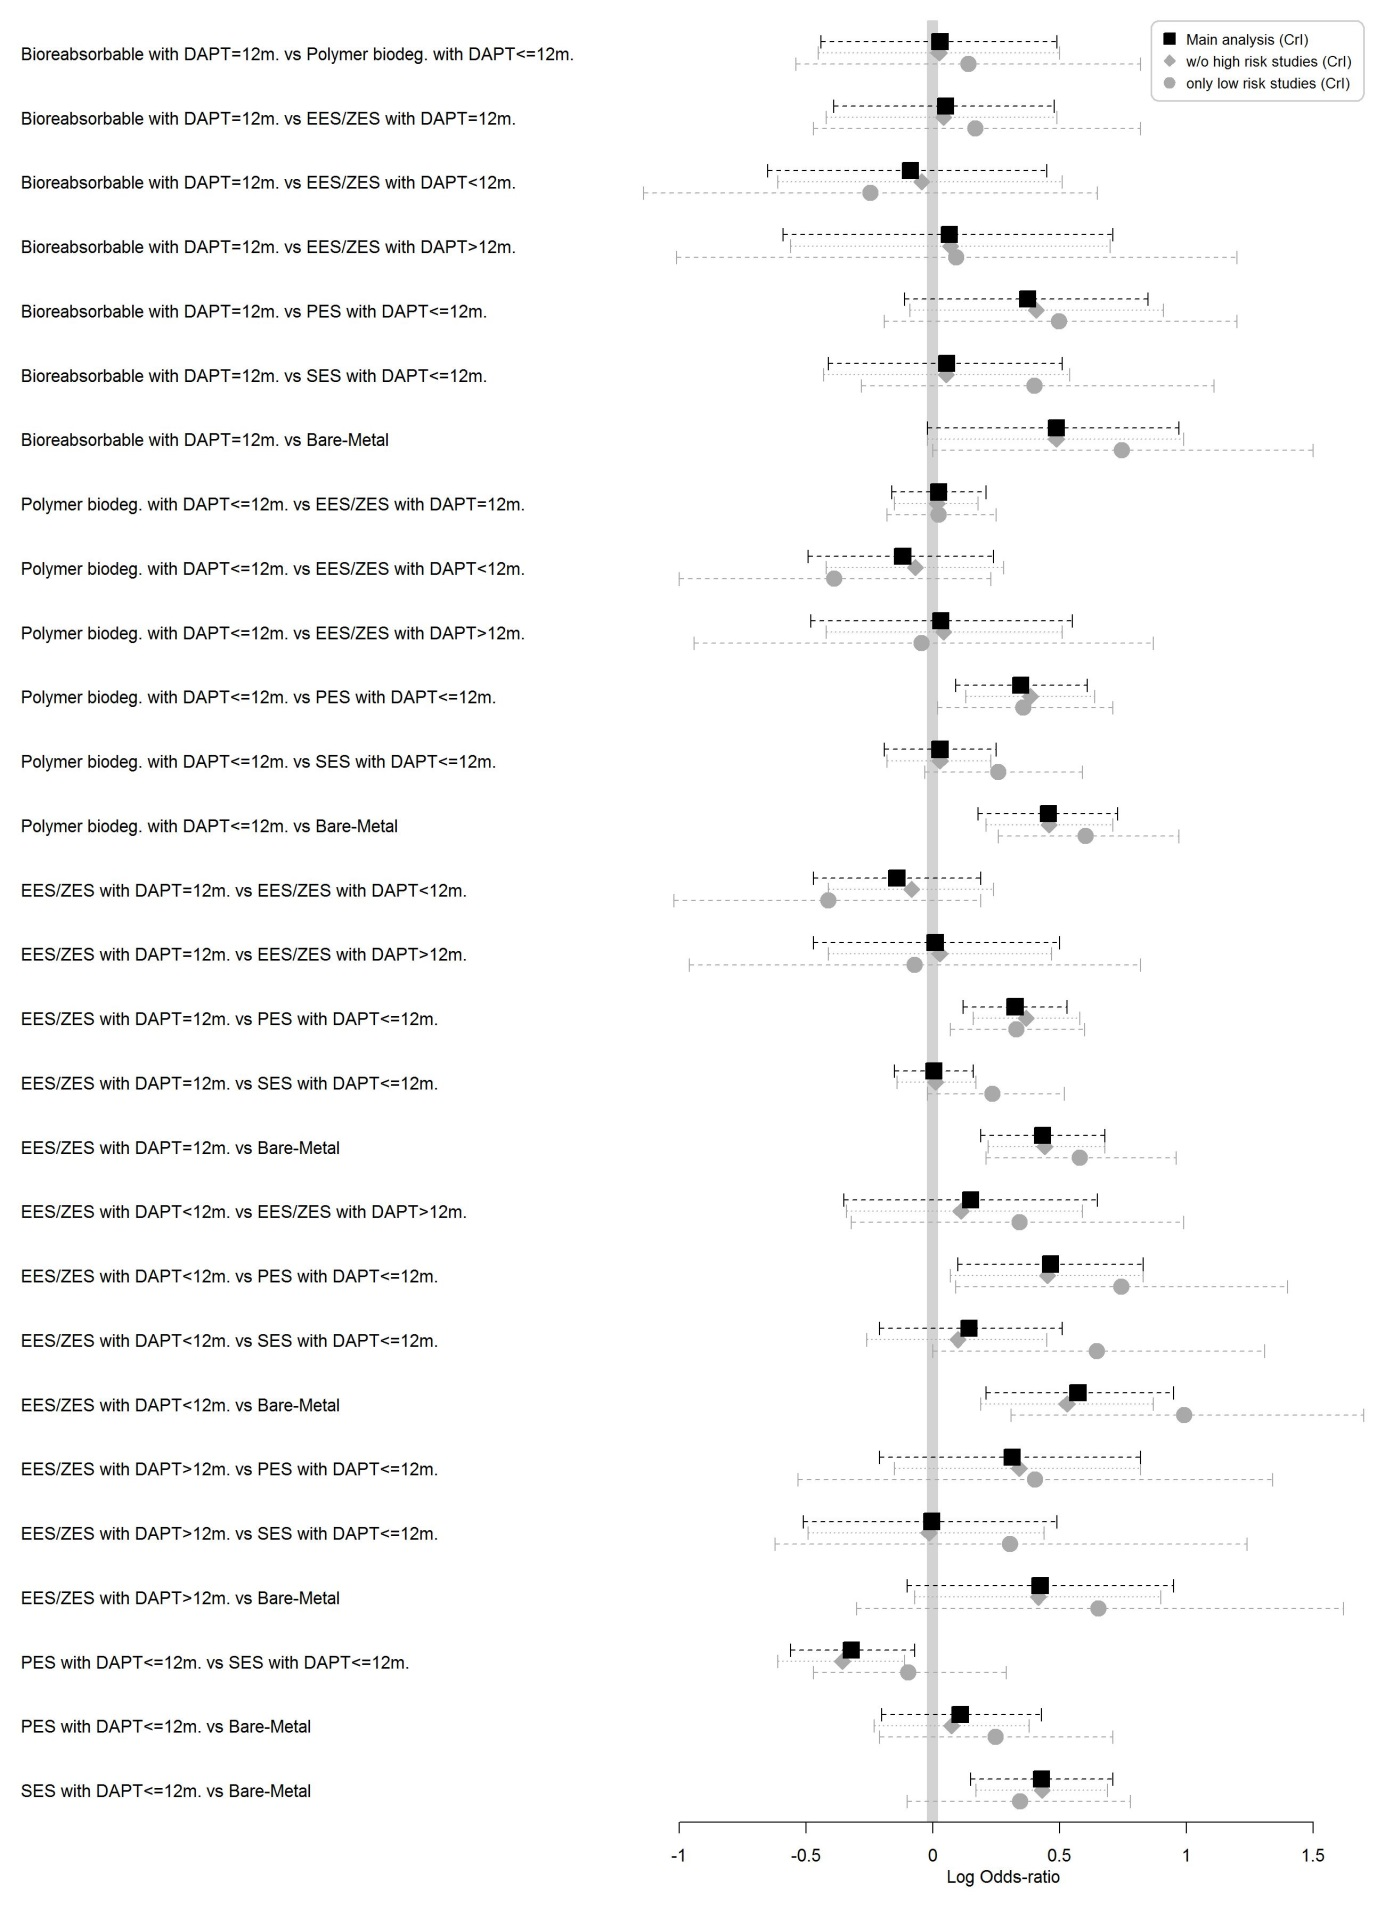 Main analysis (CrI)
w/o high risk studies (CrI)
only low risk studies (CrI)
Bioreabsorbable with DAPT=12m. vs Polymer biodeg. with DAPT<=12m.
Bioreabsorbable with DAPT=12m. vs EES/ZES with DAPT=12m.
Bioreabsorbable with DAPT=12m. vs EES/ZES with DAPT<12m.
Bioreabsorbable with DAPT=12m. vs EES/ZES with DAPT>12m.
Bioreabsorbable with DAPT=12m. vs PES with DAPT<=12m.
Bioreabsorbable with DAPT=12m. vs SES with DAPT<=12m.
Bioreabsorbable with DAPT=12m. vs Bare-Metal
Polymer biodeg. with DAPT<=12m. vs EES/ZES with DAPT=12m.
Polymer biodeg. with DAPT<=12m. vs EES/ZES with DAPT<12m.
Polymer biodeg. with DAPT<=12m. vs EES/ZES with DAPT>12m.
Polymer biodeg. with DAPT<=12m. vs PES with DAPT<=12m.
Polymer biodeg. with DAPT<=12m. vs SES with DAPT<=12m.
Polymer biodeg. with DAPT<=12m. vs Bare-Metal
EES/ZES with DAPT=12m. vs EES/ZES with DAPT<12m.
EES/ZES with DAPT=12m. vs EES/ZES with DAPT>12m.
EES/ZES with DAPT=12m. vs PES with DAPT<=12m.
EES/ZES with DAPT=12m. vs SES with DAPT<=12m.
EES/ZES with DAPT=12m. vs Bare-Metal
EES/ZES with DAPT<12m. vs EES/ZES with DAPT>12m.
EES/ZES with DAPT<12m. vs PES with DAPT<=12m.
EES/ZES with DAPT<12m. vs SES with DAPT<=12m.
EES/ZES with DAPT<12m. vs Bare-Metal
EES/ZES with DAPT>12m. vs PES with DAPT<=12m.
EES/ZES with DAPT>12m. vs SES with DAPT<=12m.
EES/ZES with DAPT>12m. vs Bare-Metal
PES with DAPT<=12m. vs SES with DAPT<=12m.
PES with DAPT<=12m. vs Bare-Metal
SES with DAPT<=12m. vs Bare-Metal
-1 -0.5 0 0.5 1 1.5
Log Odds-ratio